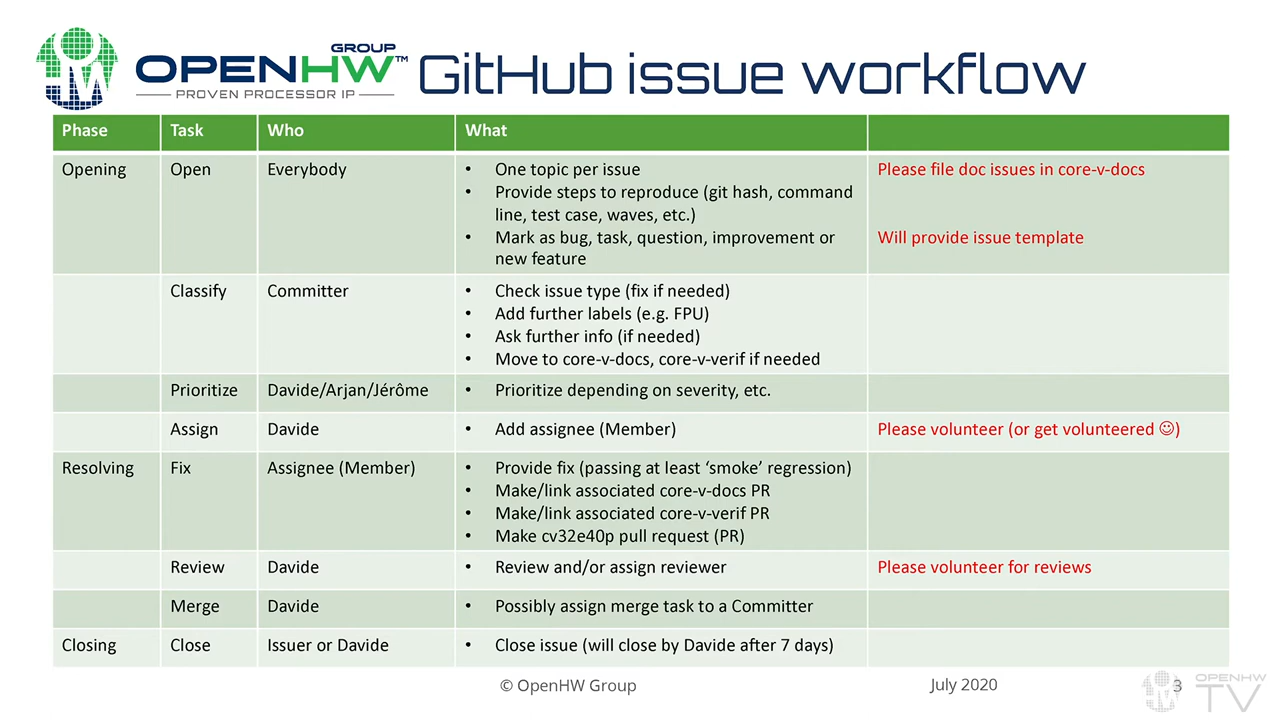 GROUP
OPENHW™ GitHub issue workflow
PROVEN PROCESSOR IP
Phase Task Who What
Opening Open Everybody • One topic per issue Please file doc issues in core-v-docs
• Provide steps to reproduce (git hash, command
line, test case, waves, etc.)
• Mark as bug, task, question, improvement or Will provide issue template
new feature
Classify Committer • Check issue type (fix if needed)
• Add further labels (e.g. FPU)
• Ask further info (if needed)
• Move to core-v-docs, core-v-verif if needed
Prioritize Davide/Arjan/Jérôme • Prioritize depending on severity, etc.
Assign Davide • Add assignee (Member) Please volunteer (or get volunteered ☺)
Resolving Fix Assignee (Member) • Provide fix (passing at least ‘smoke’ regression)
• Make/link associated core-v-docs PR
• Make/link associated core-v-verif PR
• Make cv32e40p pull request (PR)
Review Davide • Review and/or assign reviewer Please volunteer for reviews
Merge Davide • Possibly assign merge task to a Committer
Closing Close Issuer or Davide • Close issue (will close by Davide after 7 days)
© OpenHW Group July 2020 3
OPENHW
TV